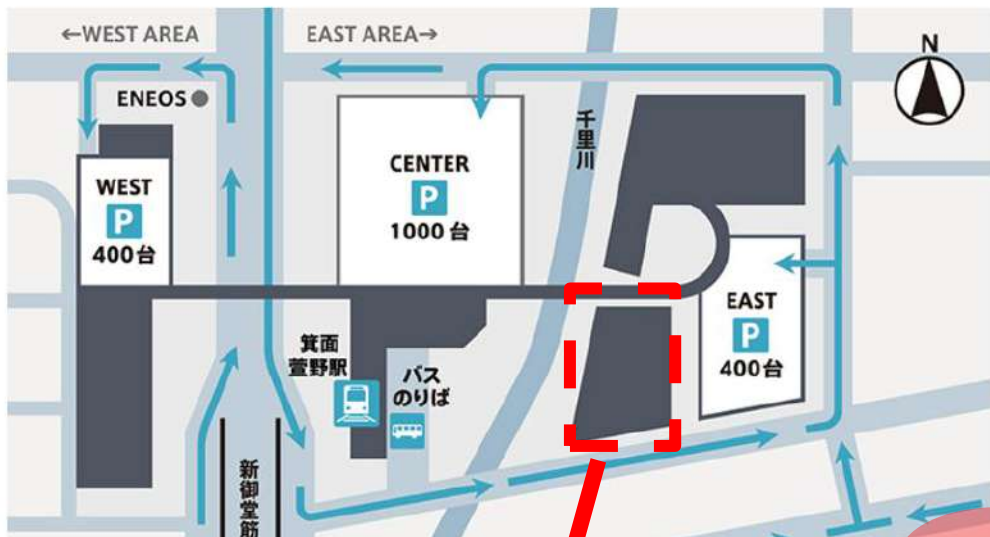 ←WEST AREA
EAST AREA→
N
ENEOS
千里川
WEST
P
400台
CENTER
P
1000台
EAST
P
400台
箕面
萱野駅
バス
のりば
新御堂筋